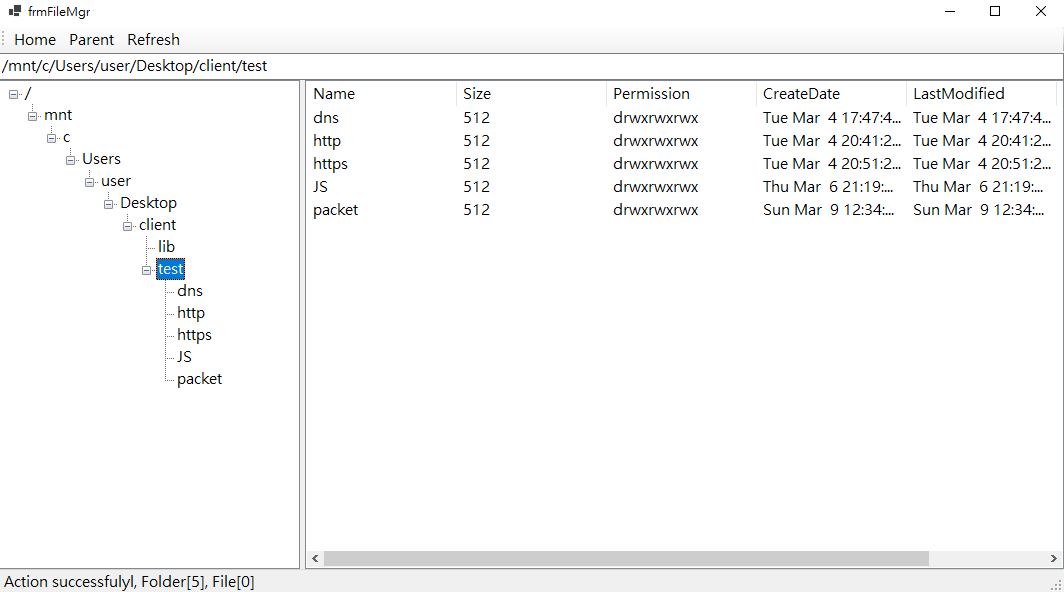 frmFileMgr
Home Parent Refresh
/mnt/c/Users/user/Desktop/client/test
/
mnt
c
Users
user
Desktop
client
lib
test
dns
http
https
JS
packet
Name Size Permission CreateDate LastModified
dns 512 drwxrwxrwx Tue Mar  4 17:47:4... Tue Mar  4 17:47:4...
http 512 drwxrwxrwx Tue Mar  4 20:41:2... Tue Mar  4 20:41:2...
https 512 drwxrwxrwx Tue Mar  4 20:51:2... Tue Mar  4 20:51:2...
JS 512 drwxrwxrwx Thu Mar  6 21:19:... Thu Mar  6 21:19:...
packet 512 drwxrwxrwx Sun Mar  9 12:34:... Sun Mar  9 12:34:...
Action successfulyl, Folder[5], File[0]